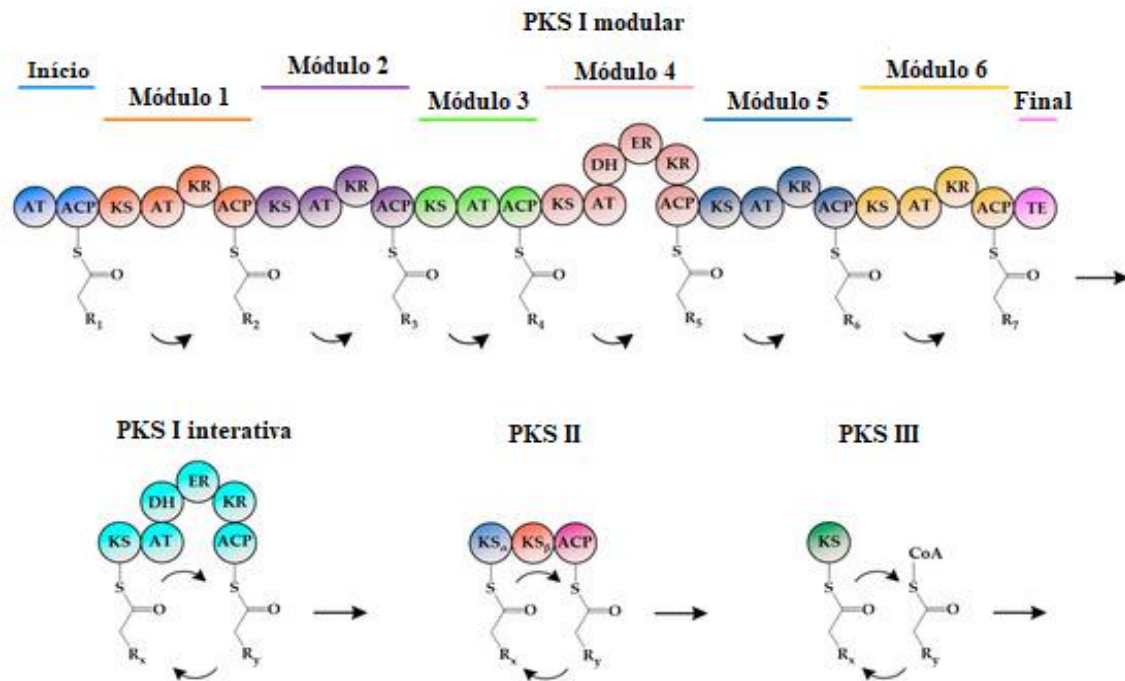 PKS I modular
Início Módulo 1 Módulo 2 Módulo 3 Módulo 4 Módulo 5 Módulo 6 Final
DH ER KR
KR KR KR KR
AT ACP KS AT ACP KS AT ACP KS AT ACP KS AT ACP KS AT ACP KS AT ACP TE
S S S S S S S
O O O O O O O
R₁ R₂ R₃ R₄ R₅ R₆ R₇
PKS I interativa
DH ER KR
KS AT ACP
S S
O O
Rₓ Rᵧ
PKS II
KSα KSβ ACP
S S
O O
Rₓ Rᵧ
PKS III
KS
CoA
S S
O O
Rₓ Rᵧ